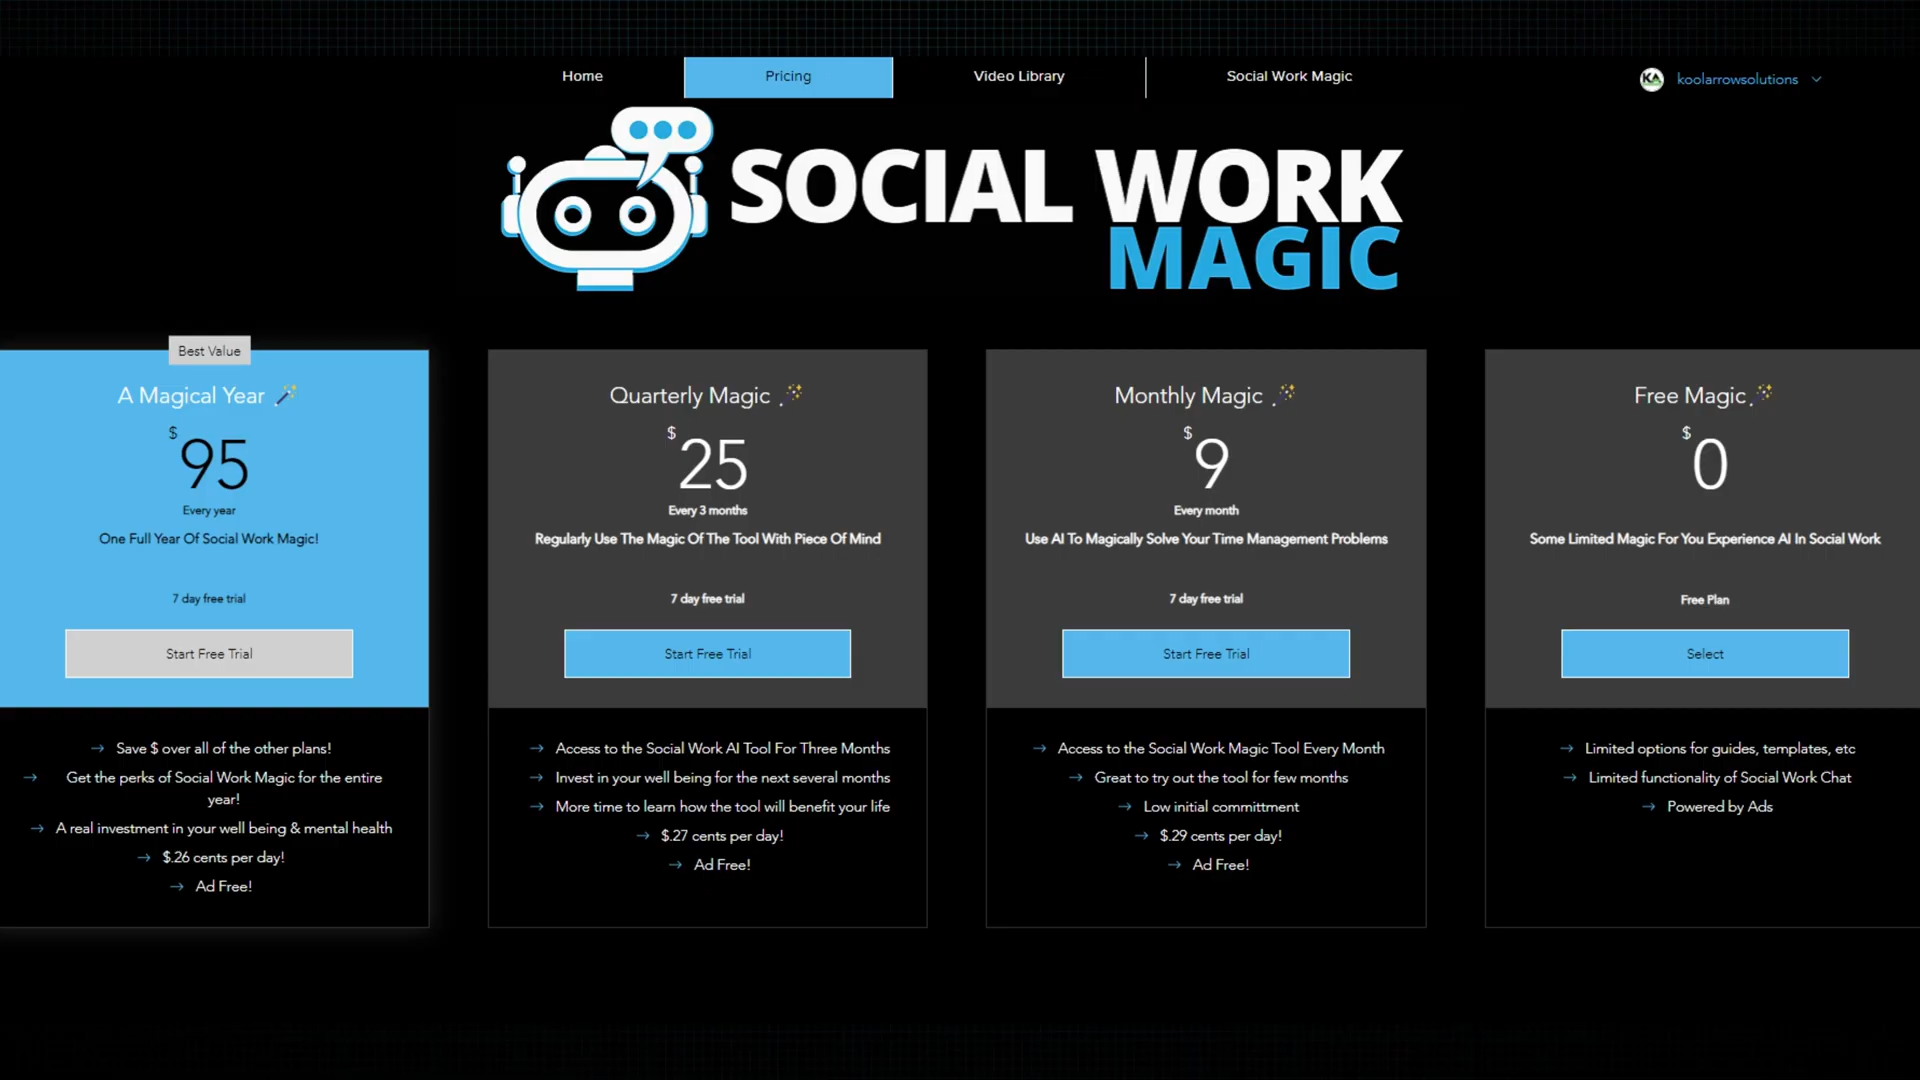 Home
Pricing
Video Library
Social Work Magic
KA
koolarrowsolutions
SOCIAL WORK
MAGIC
Best Value
A Magical Year
$
95
Every year
One Full Year Of Social Work Magic!
7 day free trial
Start Free Trial
→ Save $ over all of the other plans!
→ Get the perks of Social Work Magic for the entire
year!
→ A real investment in your well being & mental health
→ $.26 cents per day!
→ Ad Free!
Quarterly Magic
$
25
Every 3 months
Regularly Use The Magic Of The Tool With Piece Of Mind
7 day free trial
Start Free Trial
→ Access to the Social Work AI Tool For Three Months
→ Invest in your well being for the next several months
→ More time to learn how the tool will benefit your life
→ $.27 cents per day!
→ Ad Free!
Monthly Magic
$
9
Every month
Use AI To Magically Solve Your Time Management Problems
7 day free trial
Start Free Trial
→ Access to the Social Work Magic Tool Every Month
→ Great to try out the tool for few months
→ Low initial committment
→ $.29 cents per day!
→ Ad Free!
Free Magic
$
0
Some Limited Magic For You Experience AI In Social Work
Free Plan
Select
→ Limited options for guides, templates, etc
→ Limited functionality of Social Work Chat
→ Powered by Ads